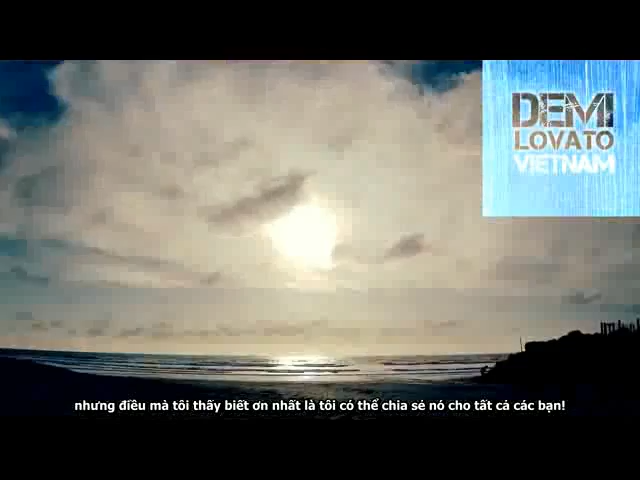 DEMI
LOVATO
VIETNAM
nhưng điều mà tôi thấy biết ơn nhất là tôi có thể chia sẻ nó cho tất cả các bạn!